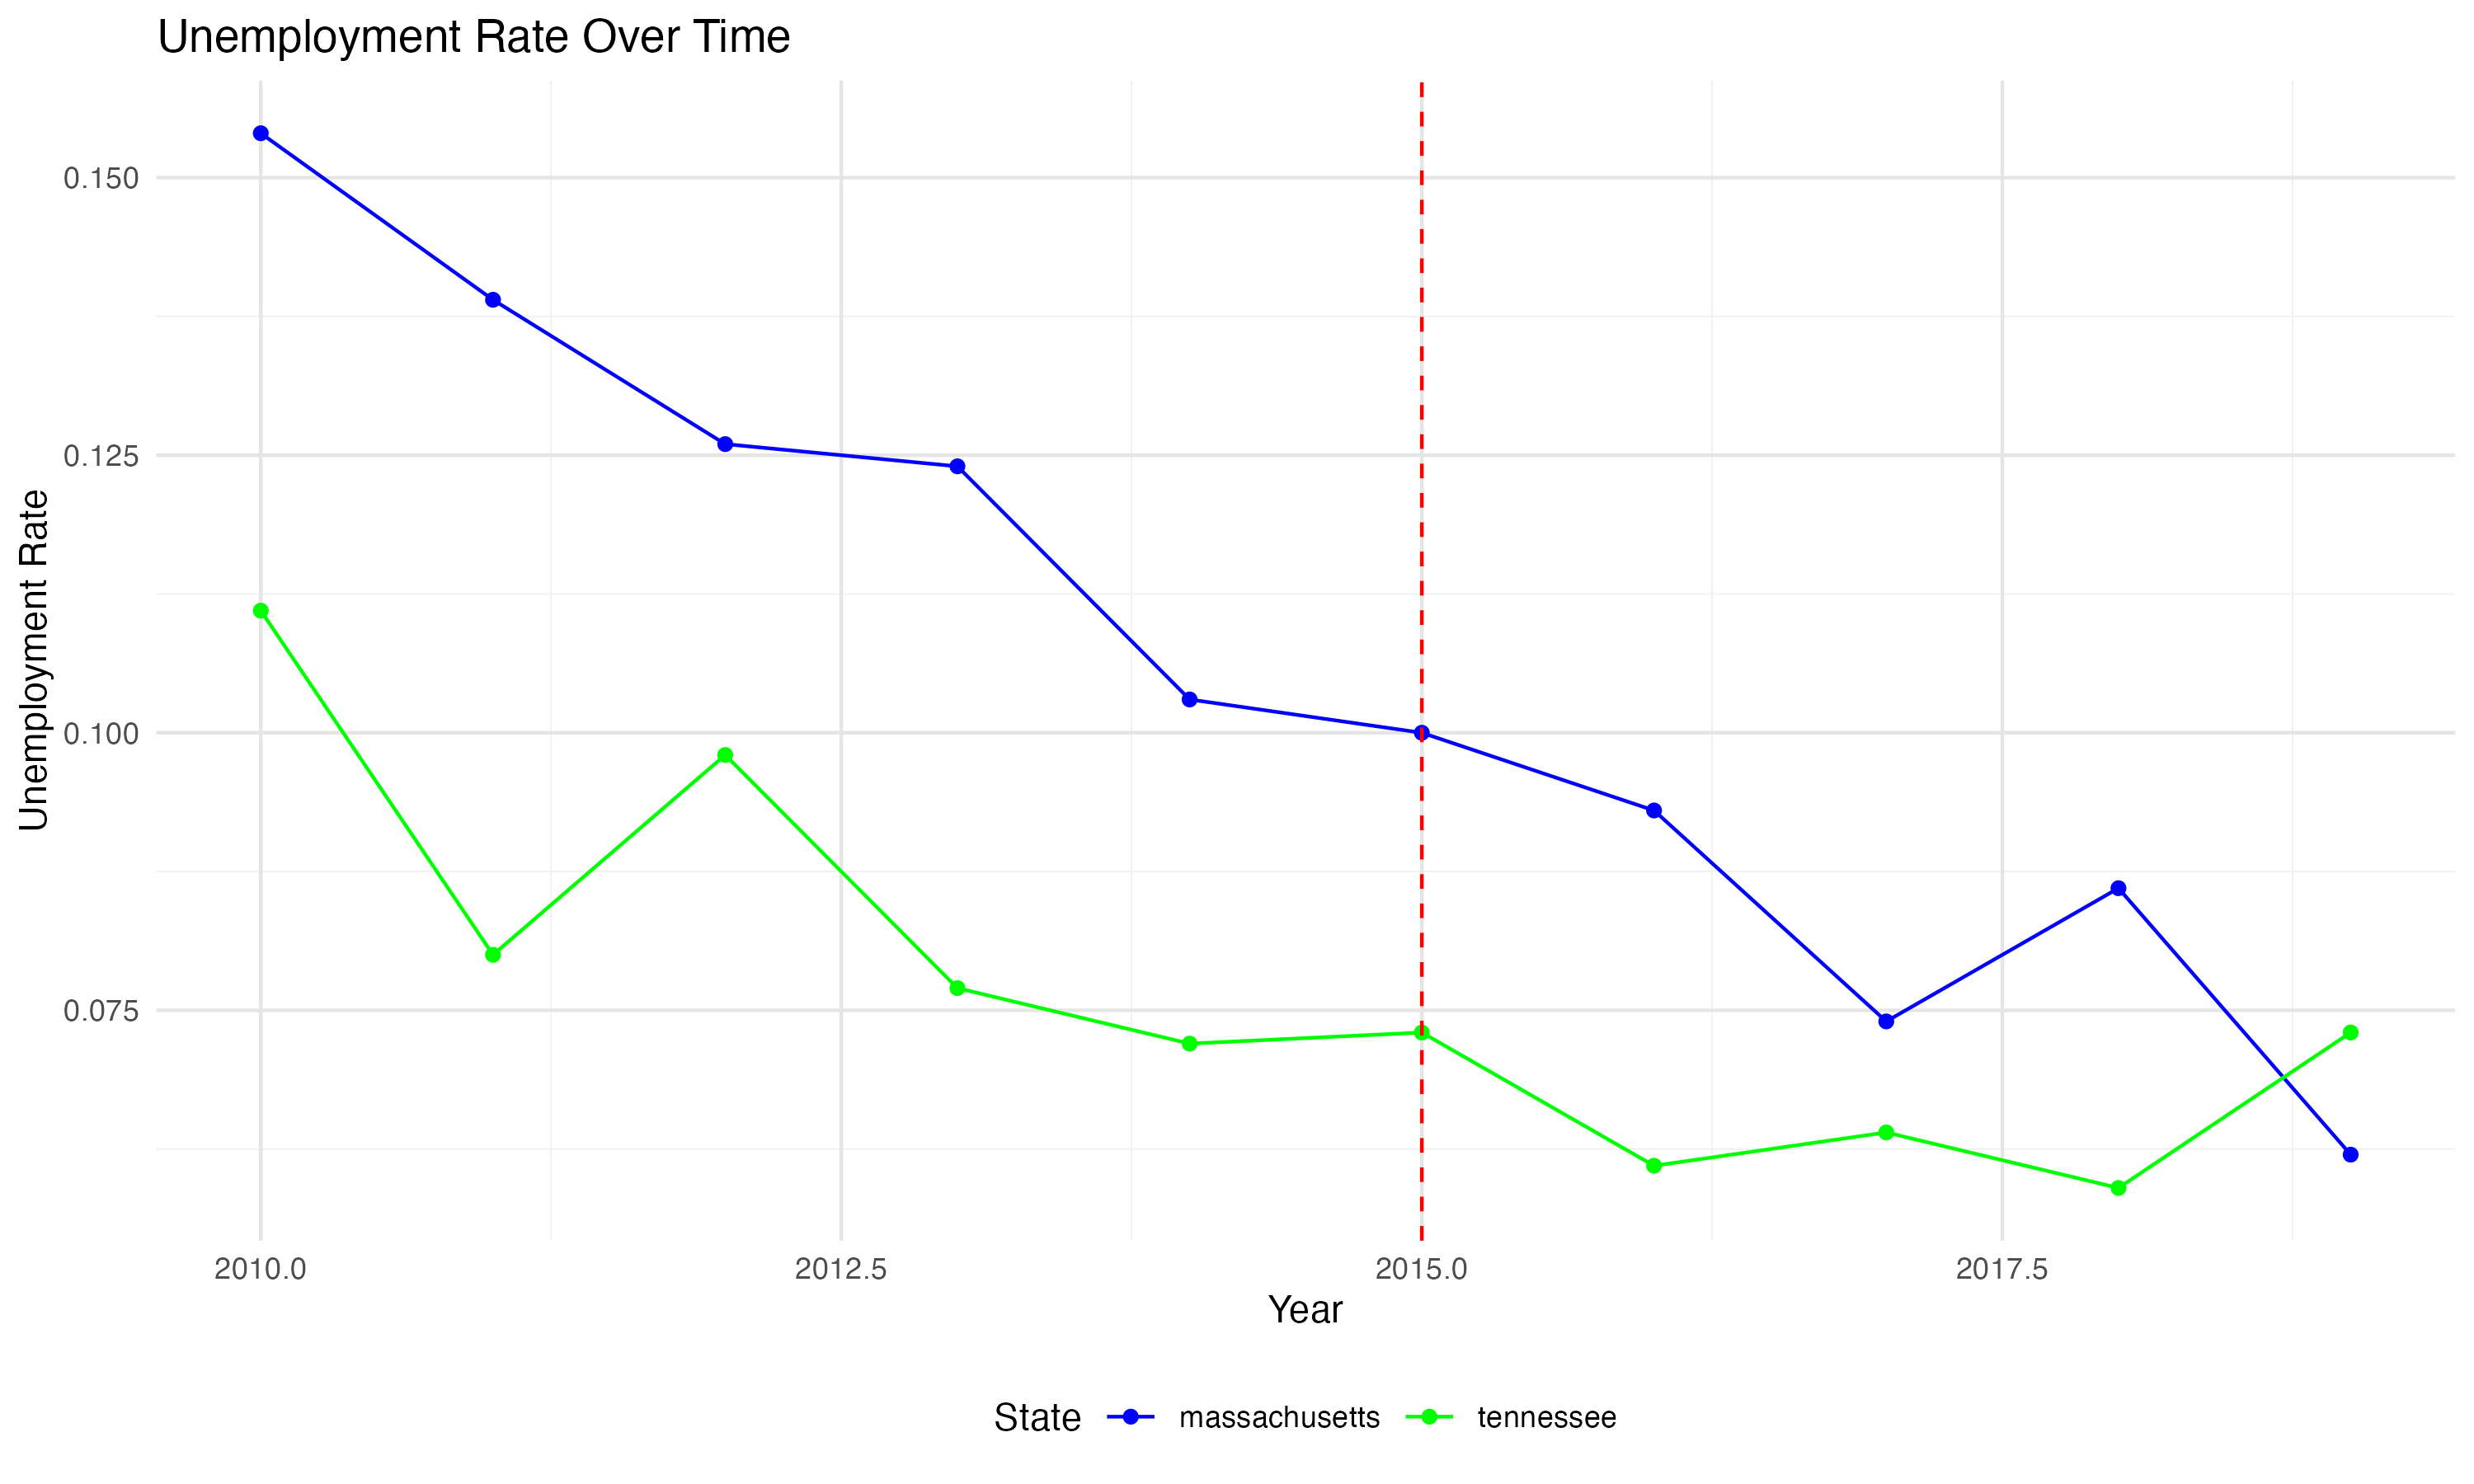 Unemployment Rate Over Time
Unemployment Rate
0.150
0.125
0.100
0.075
2010.0 2012.5 2015.0 2017.5
Year
State massachusetts tennessee